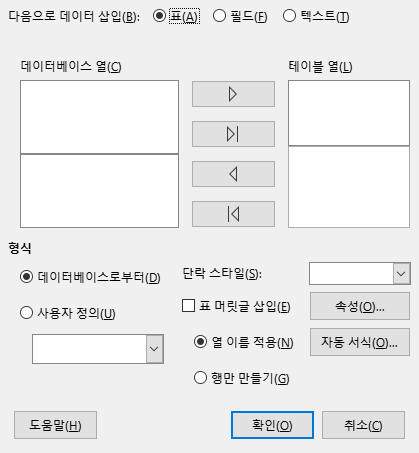 다음으로 데이터 삽입(B): 표(A) 필드(F) 텍스트(T)
데이터베이스 열(C) 테이블 열(L)
형식
데이터베이스로부터(D) 단락 스타일(S):
사용자 정의(U) 표 머릿글 삽입(E) 속성(O)...
열 이름 적용(N) 자동 서식(O)...
행만 만들기(G)
도움말(H) 확인(O) 취소(C)